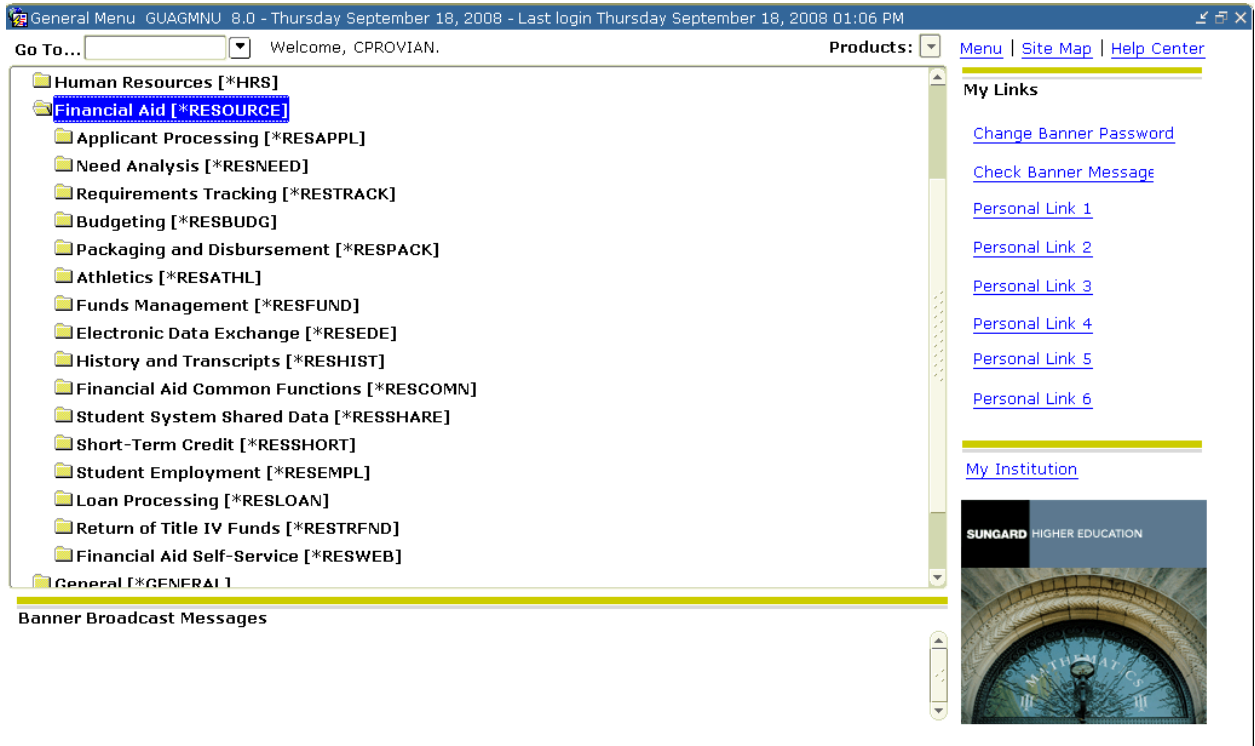 General Menu GUAGMNU 8.0 - Thursday September 18, 2008 - Last login Thursday September 18, 2008 01:06 PM
Go To... Welcome, CPROVIAN. Products: Menu | Site Map | Help Center
Human Resources [*HRS]
Financial Aid [*RESOURCE]
Applicant Processing [*RESAPPL]
Need Analysis [*RESNEED]
Requirements Tracking [*RESTRACK]
Budgeting [*RESBUDG]
Packaging and Disbursement [*RESPACK]
Athletics [*RESATHL]
Funds Management [*RESFUND]
Electronic Data Exchange [*RESEDE]
History and Transcripts [*RESHIST]
Financial Aid Common Functions [*RESCOMN]
Student System Shared Data [*RESSHARE]
Short-Term Credit [*RESSHORT]
Student Employment [*RESEMPL]
Loan Processing [*RESLOAN]
Return of Title IV Funds [*RESTRFND]
Financial Aid Self-Service [*RESWEB]
General [*GENERAL]
Banner Broadcast Messages
My Links
Change Banner Password
Check Banner Message
Personal Link 1
Personal Link 2
Personal Link 3
Personal Link 4
Personal Link 5
Personal Link 6
My Institution
SUNGARD HIGHER EDUCATION
MATHEMATICS